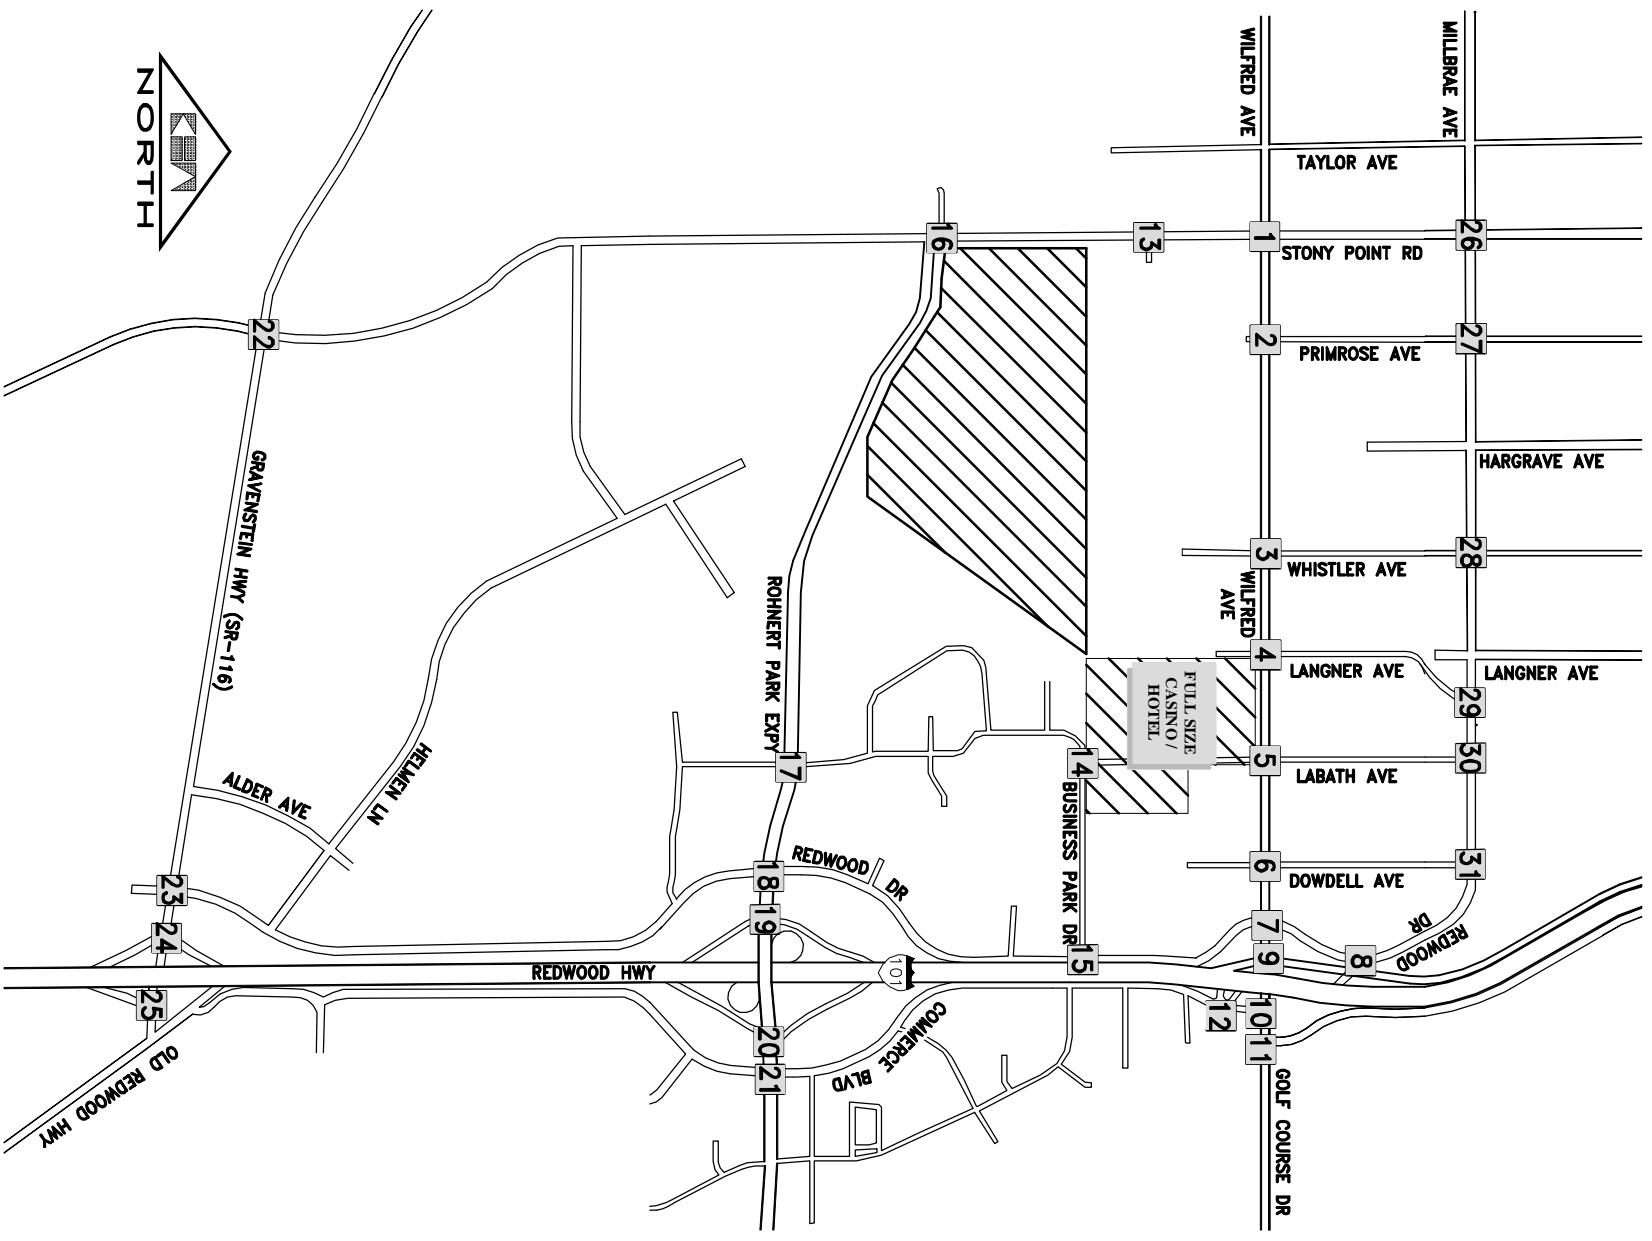 WILFRED AVE
MILLBRAE AVE
NORTH
TAYLOR AVE
16
13
1
26
STONY POINT RD
22
2
27
PRIMROSE AVE
GRAVENSTEIN HWY (SR-116)
HARGRAVE AVE
3
28
WHISTLER AVE
WILFRED
AVE
ROHNERT PARK EXPY
4
LANGNER AVE
LANGNER AVE
FULL SIZE
CASINO /
HOTEL
29
17
14
5
30
LABATH AVE
HELMEN LN
ALDER AVE
BUSINESS PARK DR
REDWOOD DR
18
6
31
DOWDELL AVE
23
19
7
REDWOOD
DR
24
REDWOOD HWY
101
15
9
8
25
COMMERCE BLVD
12
10
20
11
21
OLD REDWOOD HWY
GOLF COURSE DR